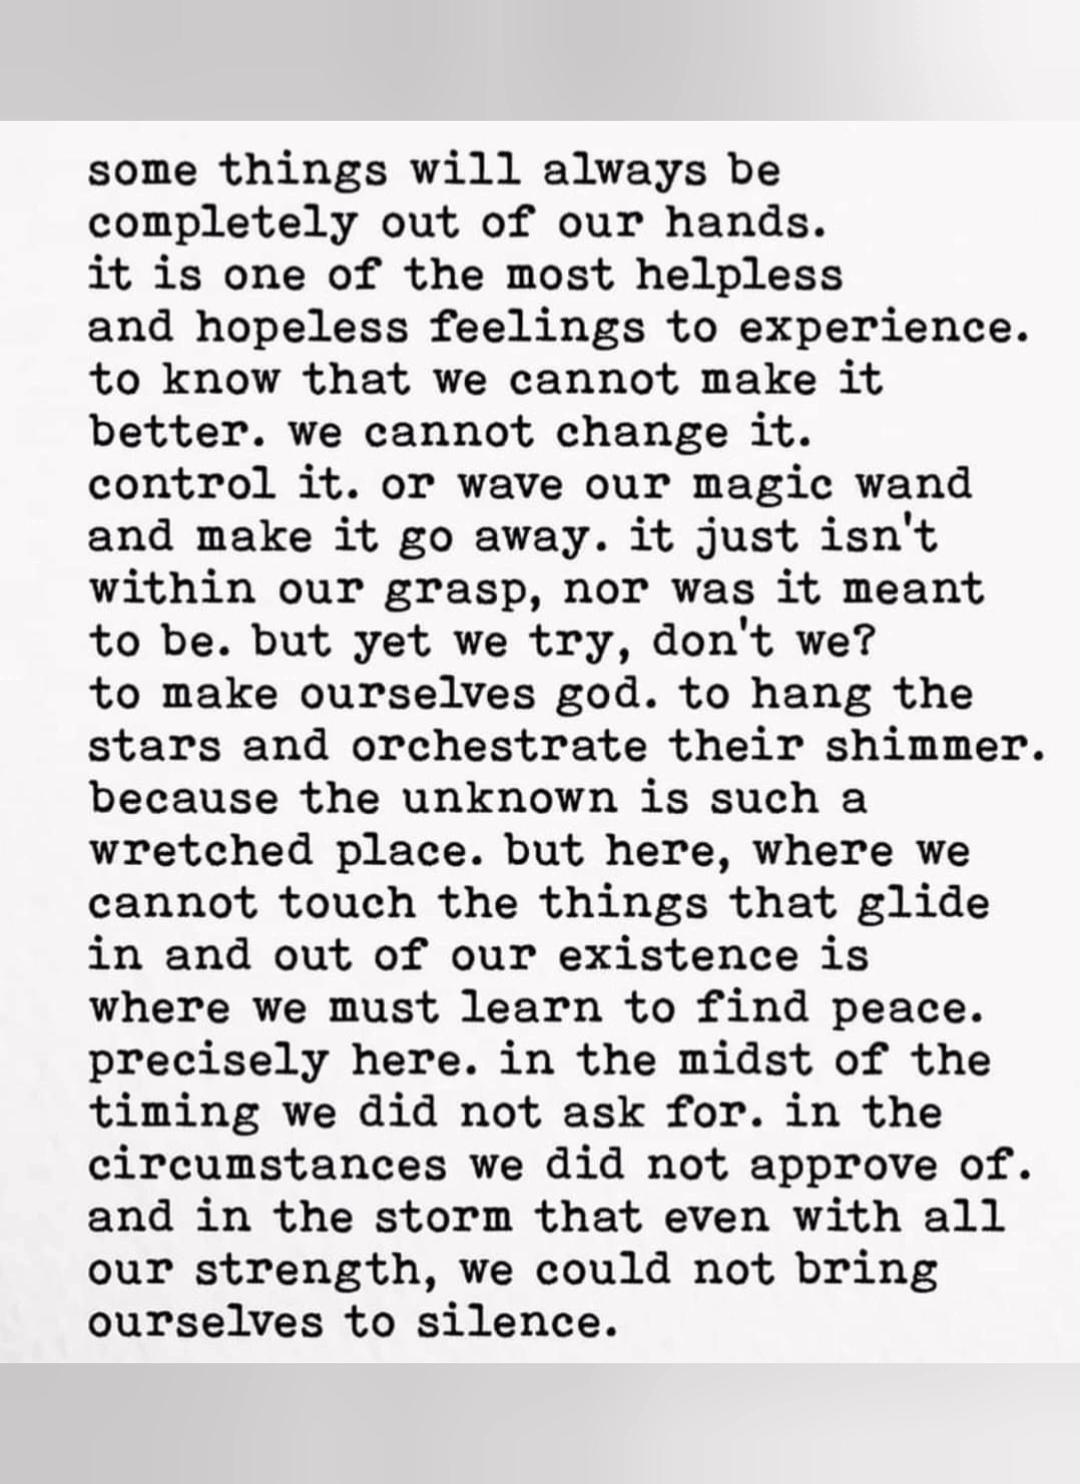 some things will always be
completely out of our hands.
it is one of the most helpless
and hopeless feelings to experience.
to know that we cannot make it
better. we cannot change it.
control it. or wave our magic wand
and make it go away. it just isn't
within our grasp, nor was it meant
to be. but yet we try, don't we?
to make ourselves god. to hang the
stars and orchestrate their shimmer.
because the unknown is such a
wretched place. but here, where we
cannot touch the things that glide
in and out of our existence is
where we must learn to find peace.
precisely here. in the midst of the
timing we did not ask for. in the
circumstances we did not approve of.
and in the storm that even with all
our strength, we could not bring
ourselves to silence.